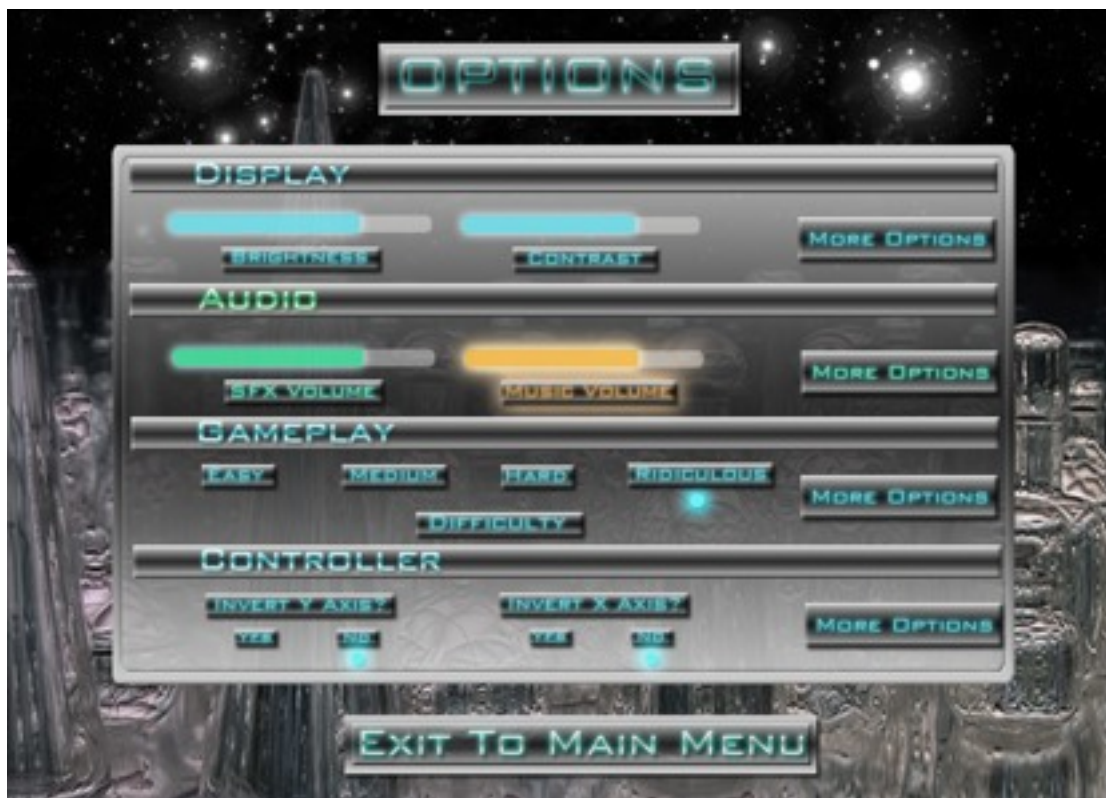 OPTIONS
DISPLAY
BRIGHTNESS CONTRAST MORE OPTIONS
AUDIO
SFX VOLUME MUSIC VOLUME MORE OPTIONS
GAMEPLAY
EASY MEDIUM HARD RIDICULOUS
MORE OPTIONS
DIFFICULTY
CONTROLLER
INVERT Y AXIS? INVERT X AXIS?
YES NO YES NO MORE OPTIONS
EXIT TO MAIN MENU